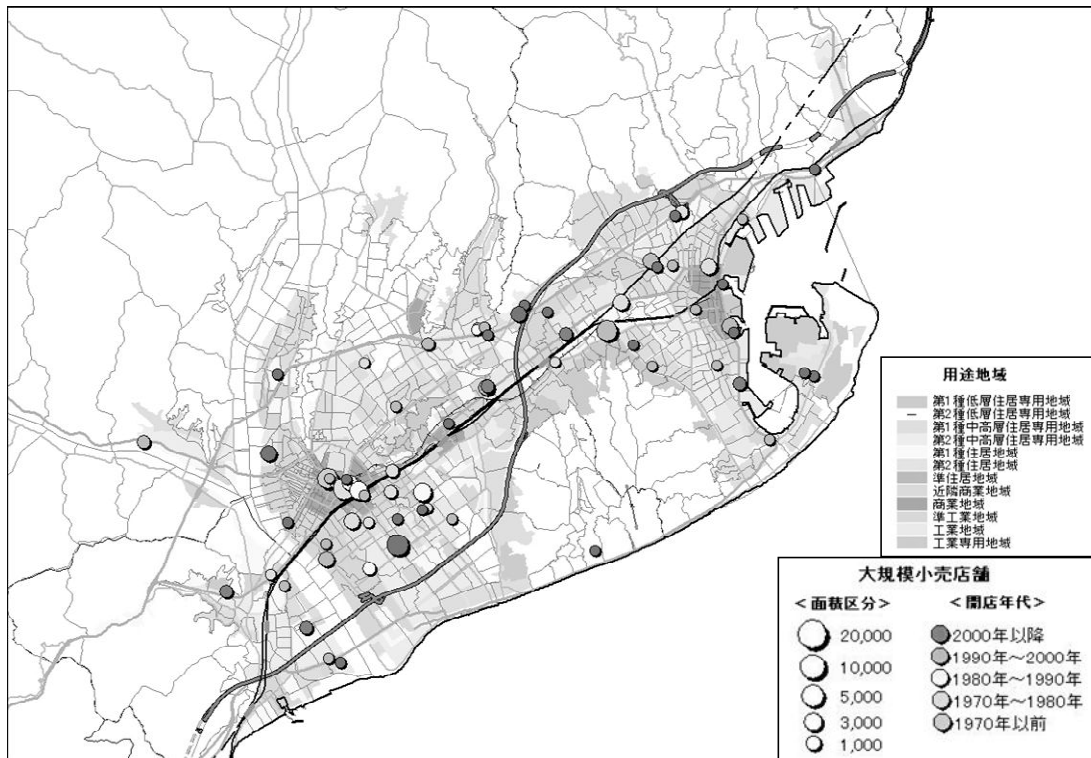 用途地域
第1種低層住居専用地域
第2種低層住居専用地域
第1種中高層住居専用地域
第2種中高層住居専用地域
第1種住居地域
第2種住居地域
準住居地域
近隣商業地域
商業地域
準工業地域
工業地域
工業専用地域
大規模小売店舗
<面積区分>
20,000
10,000
5,000
3,000
1,000
<開店年代>
2000年以降
1990年～2000年
1980年～1990年
1970年～1980年
1970年以前